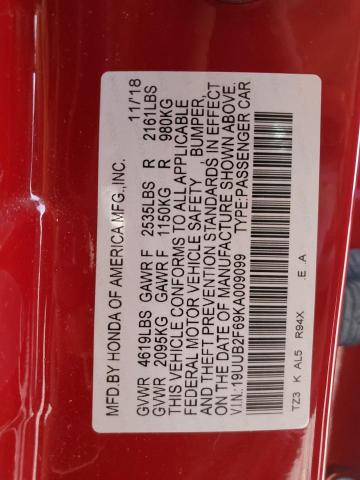 MFD.BY HONDA OF AMERICA MFG.,INC. 11/18
GVWR 4619LBS GAWR F 2535LBS R 2161LBS
GVWR 2095KG GAWR F 1150KG R 980KG
THIS VEHICLE CONFORMS TO ALL APPLICABLE
FEDERAL MOTOR VEHICLE SAFETY, BUMPER,
AND THEFT PREVENTION STANDARDS IN EFFECT
ON THE DATE OF MANUFACTURE SHOWN ABOVE.
V.I.N.:19UUB2F69KA009099 TYPE:PASSENGER CAR
TZ3 K AL5 R94X .E .A